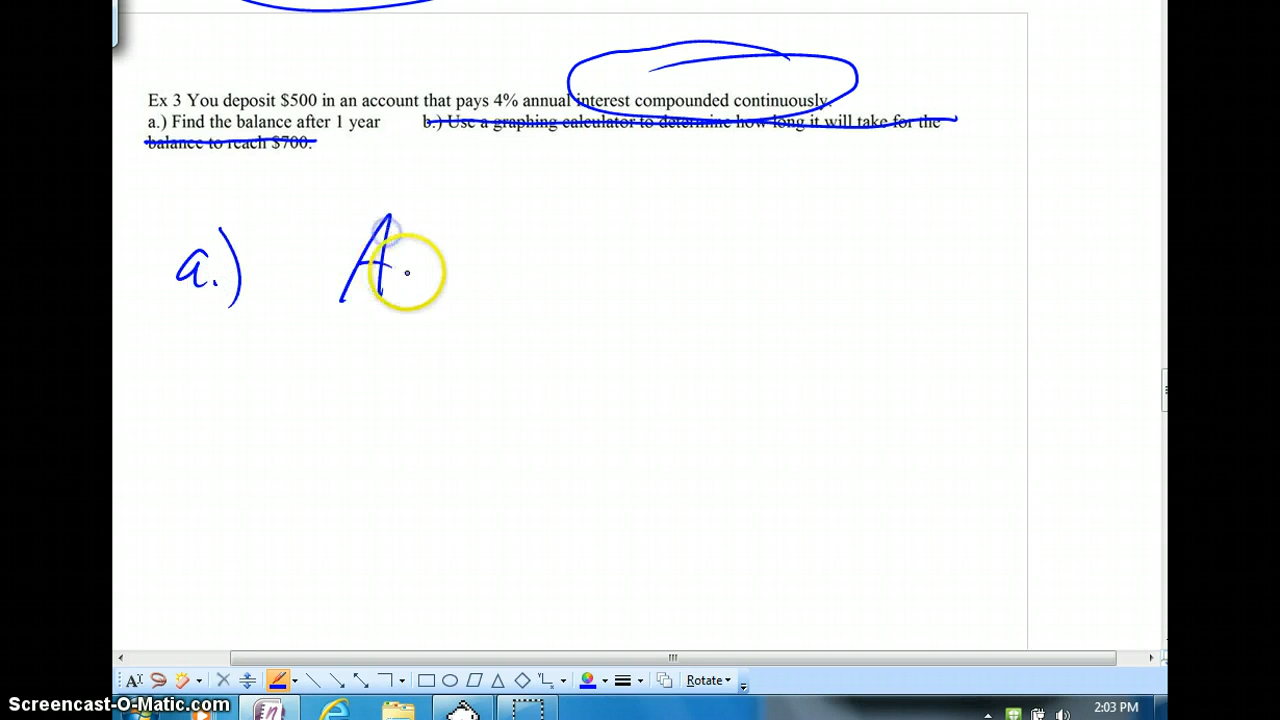 Ex 3 You deposit $500 in an account that pays 4% annual interest compounded continuously.
a.) Find the balance after 1 year b.) Use a graphing calculator to determine how long it will take for the
balance to reach $700.
a.) A
A
Rotate
Screencast-O-Matic.com
2:03 PM